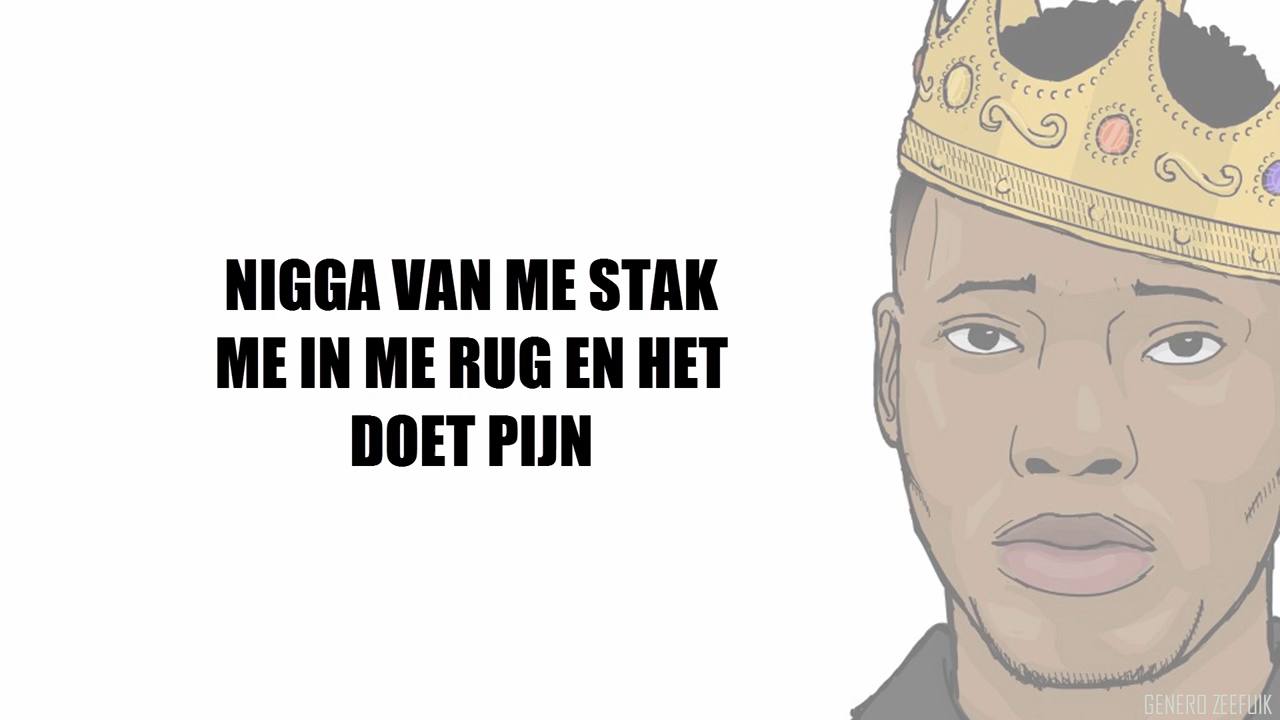 NIGGA VAN ME STAK
ME IN ME RUG EN HET
DOET PIJN
GENERO ZEEFUIK